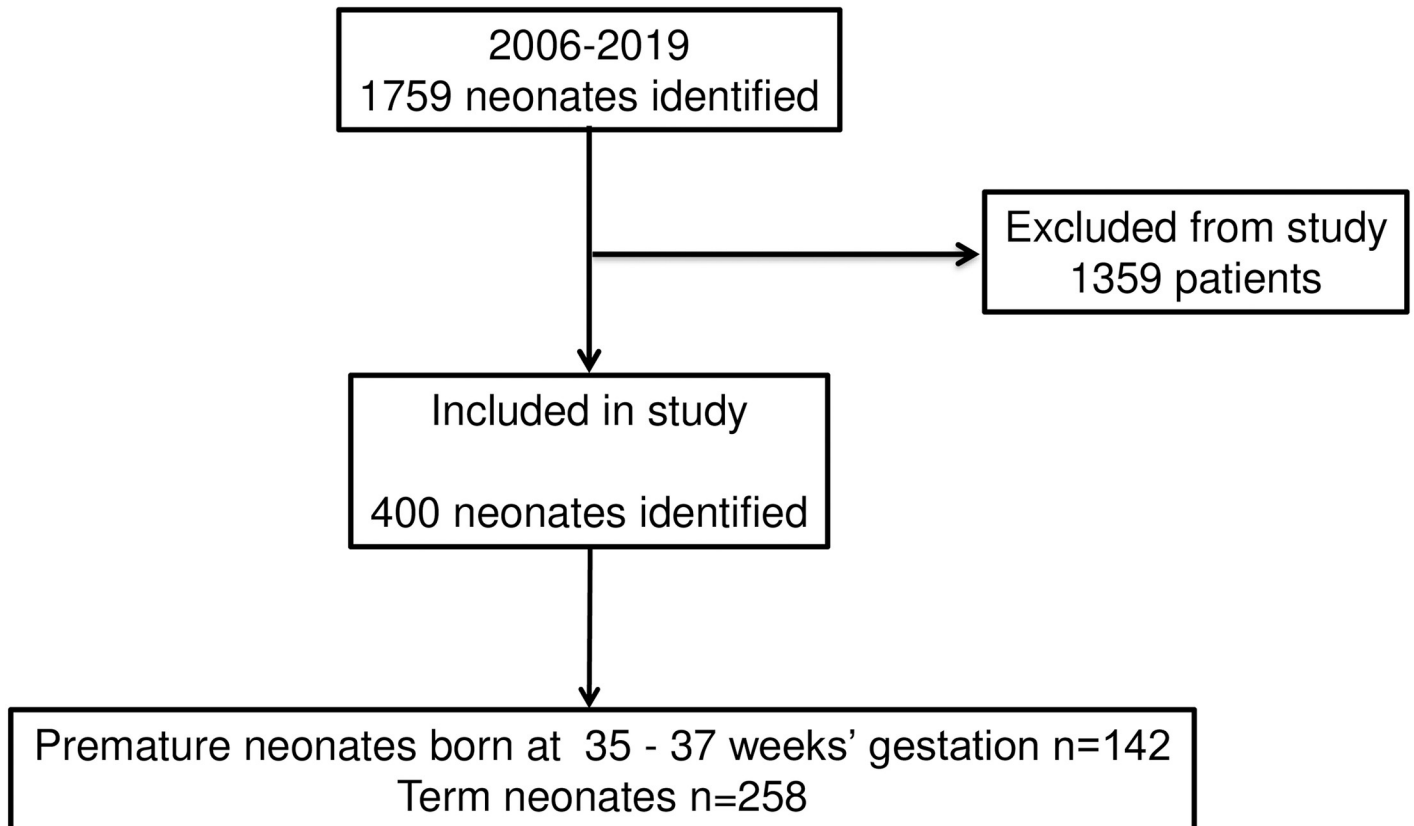 2006-2019
1759 neonates identified
Excluded from study
1359 patients
Included in study
400 neonates identified
Premature neonates born at 35 - 37 weeks’ gestation n=142
Term neonates n=258